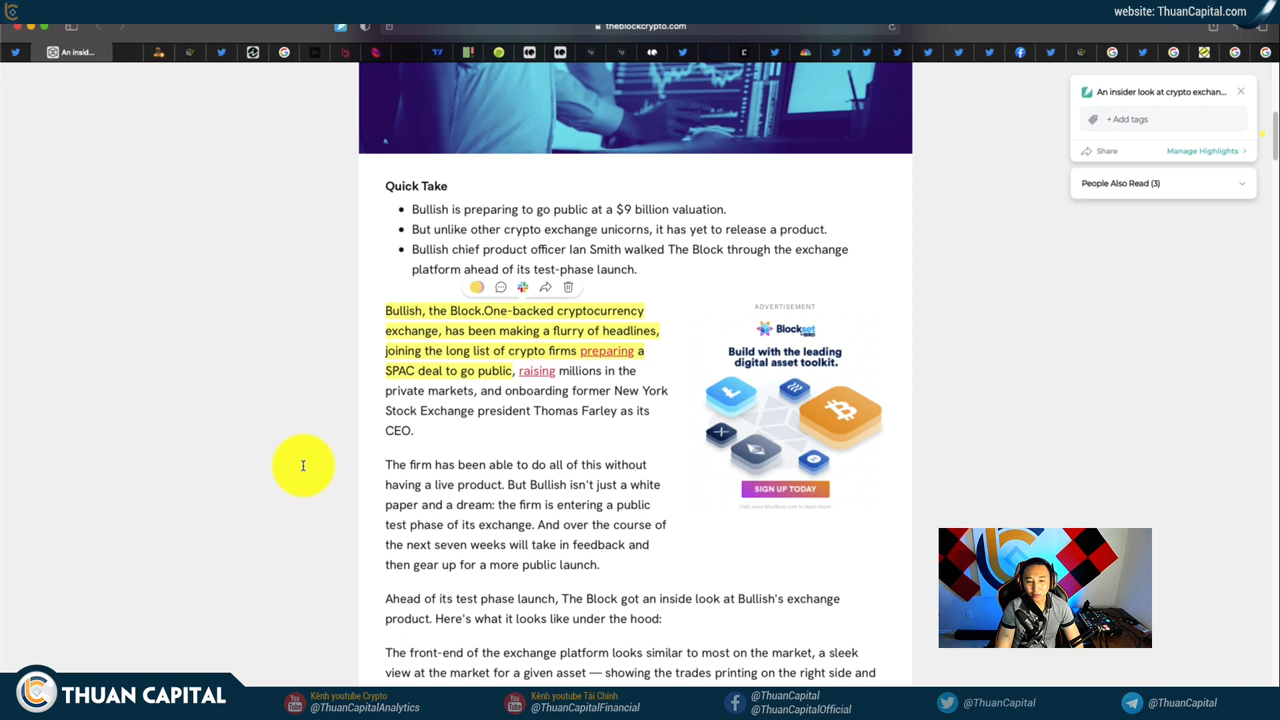 website: ThuanCapital.com
theblockcrypto.com
An insid...
An insider look at crypto exchan...
+ Add tags
Share
Manage Highlights
People Also Read (3)
Quick Take
Bullish is preparing to go public at a $9 billion valuation.
But unlike other crypto exchange unicorns, it has yet to release a product.
Bullish chief product officer Ian Smith walked The Block through the exchange
platform ahead of its test-phase launch.
Bullish, the Block.One-backed cryptocurrency
exchange, has been making a flurry of headlines,
joining the long list of crypto firms preparing a
SPAC deal to go public, raising millions in the
private markets, and onboarding former New York
Stock Exchange president Thomas Farley as its
CEO.
ADVERTISEMENT
Blockset
Build with the leading
digital asset toolkit.
SIGN UP TODAY
Visit www.blockset.com to learn more.
The firm has been able to do all of this without
having a live product. But Bullish isn't just a white
paper and a dream: the firm is entering a public
test phase of its exchange. And over the course of
the next seven weeks will take in feedback and
then gear up for a more public launch.
Ahead of its test phase launch, The Block got an inside look at Bullish's exchange
product. Here's what it looks like under the hood:
The front-end of the exchange platform looks similar to most on the market, a sleek
view at the market for a given asset — showing the trades printing on the right side and
THUAN CAPITAL
Kênh youtube Crypto
@ThuanCapitalAnalytics
Kênh youtube Tài Chính
@ThuanCapitalFinancial
@ThuanCapital
@ThuanCapitalOfficial
@ThuanCapital
@ThuanCapital